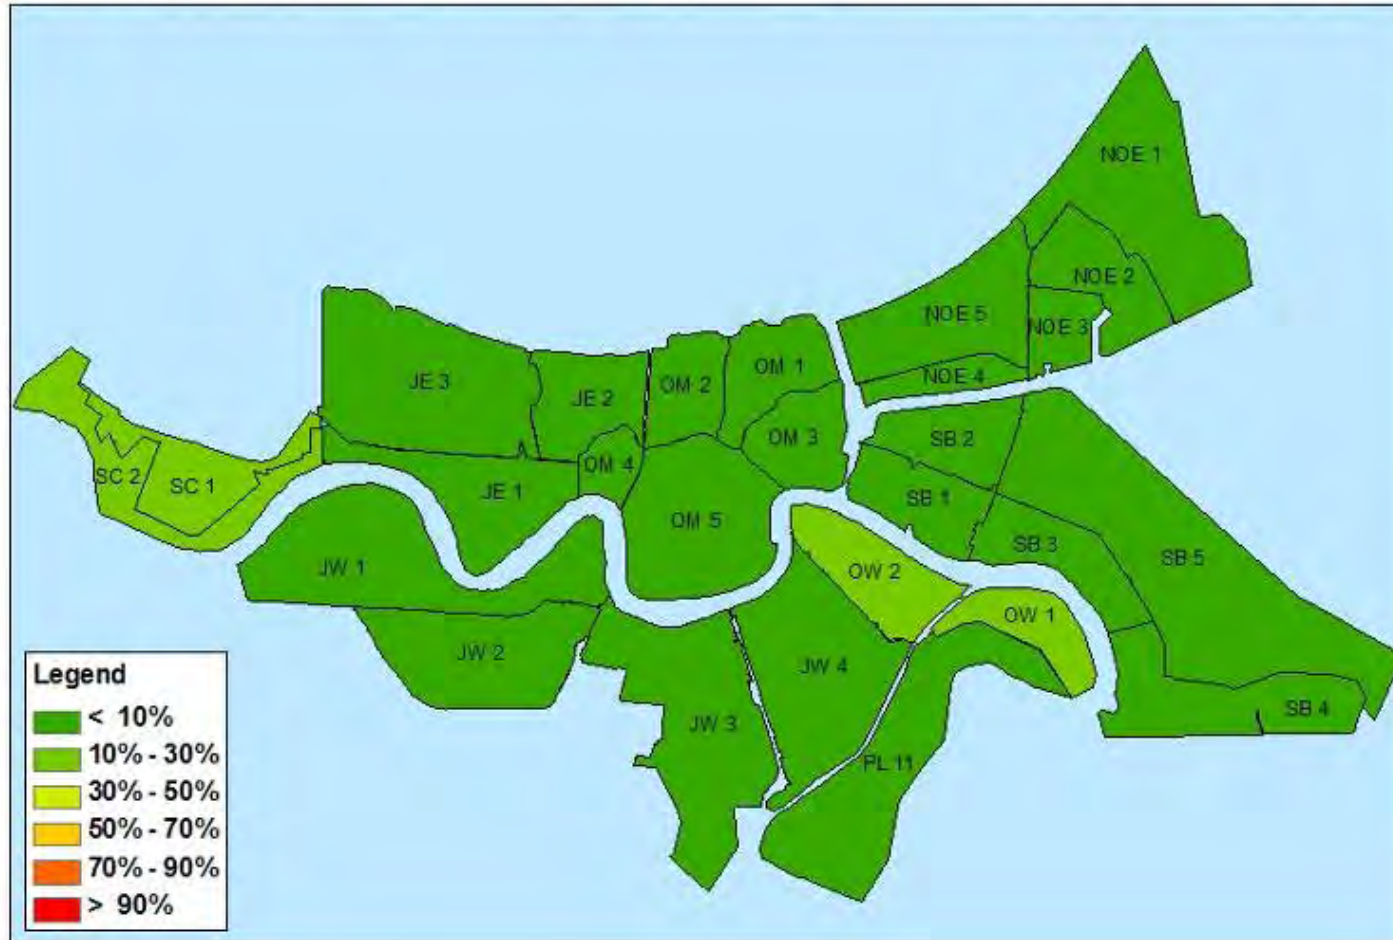 NOE 1
NOE 2
NOE 5
NOE 3
JE 3
JE 2
OM 2
OM 1
NOE 4
OM 3
SB 2
OM 4
SC 2
SC 1
JE 1
OM 5
SB 1
SB 3
SB 5
JW 1
OW 2
OW 1
JW 2
JW 4
JW 3
SB 4
PL 11
Legend
< 10%
10% - 30%
30% - 50%
50% - 70%
70% - 90%
> 90%